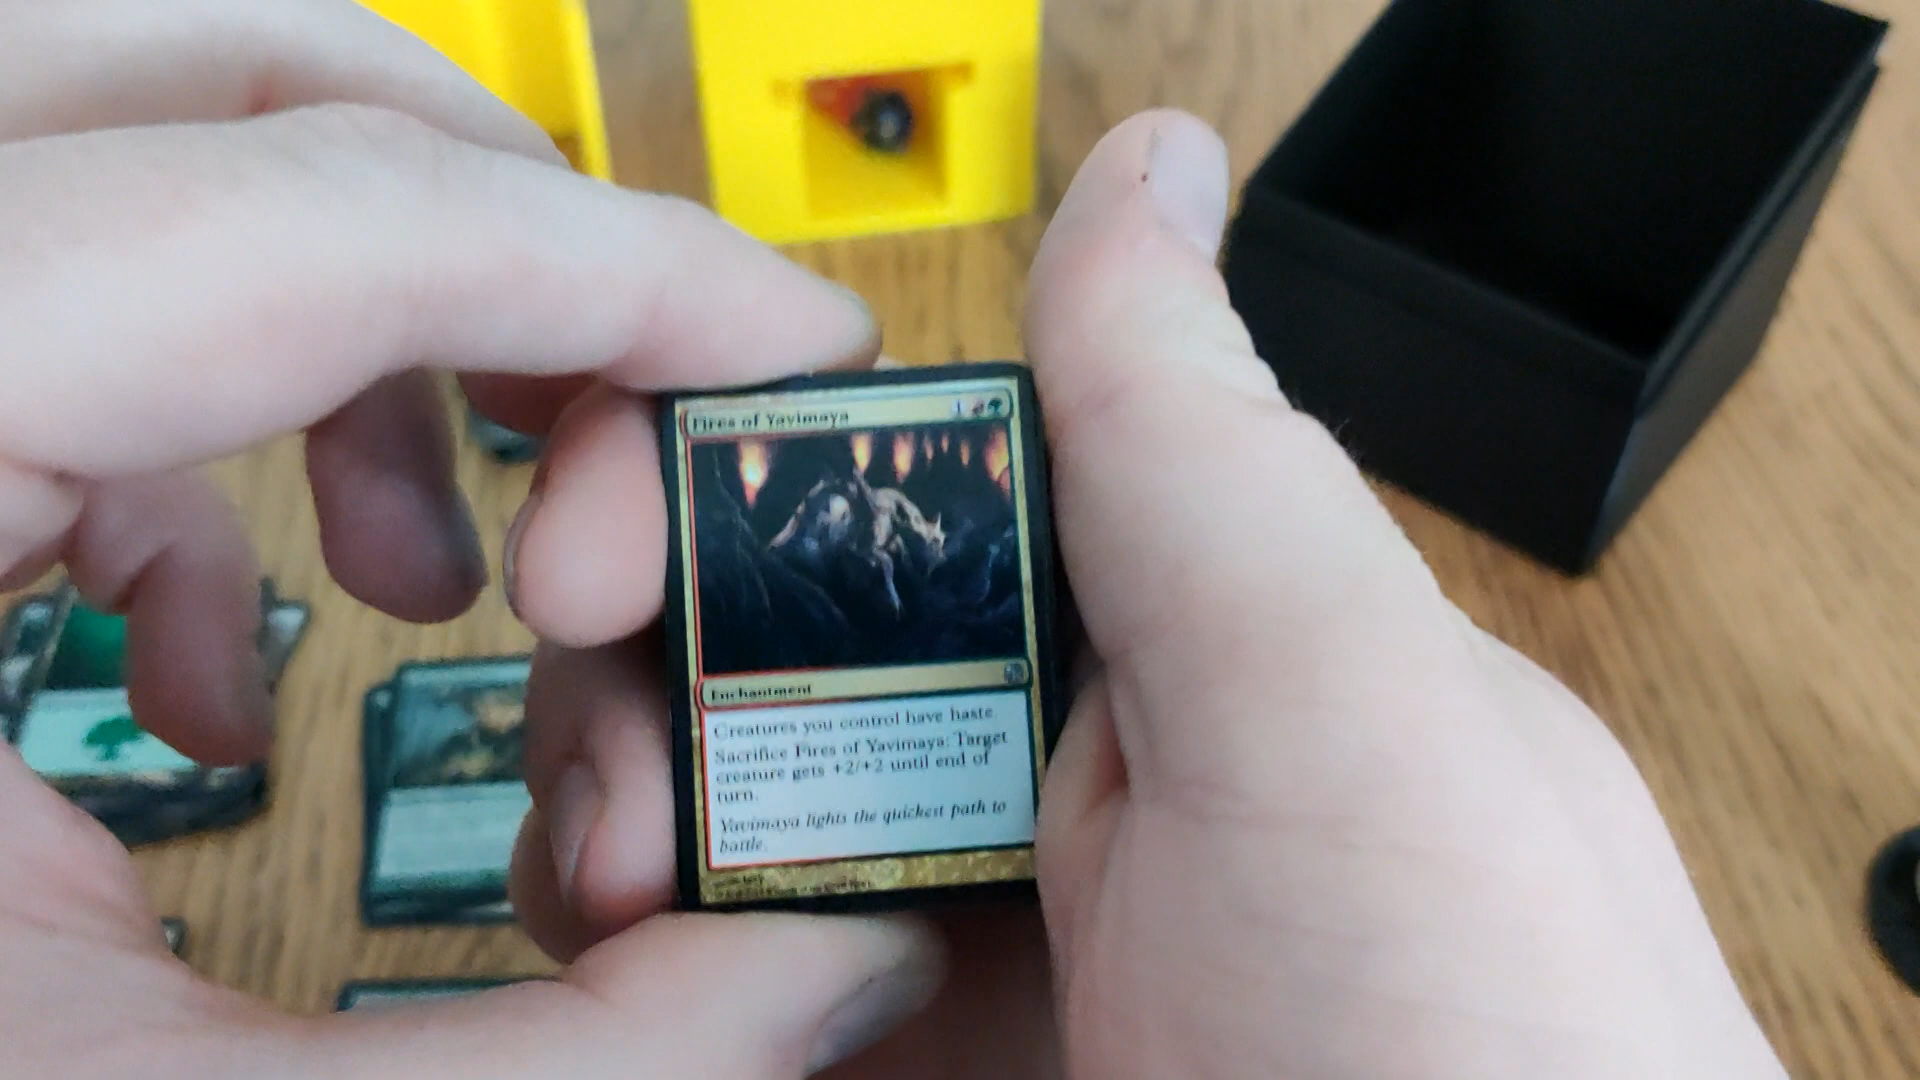 Fires of Yavimaya 1
Enchantment
Creatures you control have haste.
Sacrifice Fires of Yavimaya: Target
creature gets +2/+2 until end of
turn.
Yavimaya lights the quickest path to
battle.